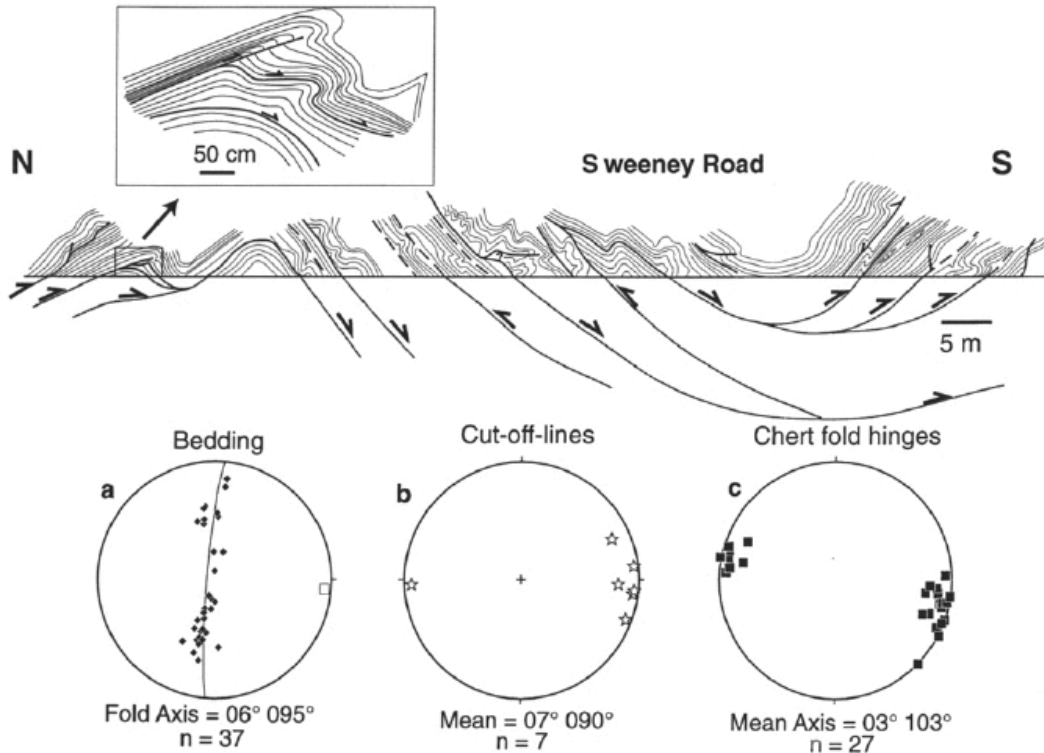 50 cm
N
Sweeney Road
S
5 m
Bedding
Cut-off-lines
Chert fold hinges
a
b
c
Fold Axis = 06° 095°
n = 37
Mean = 07° 090°
n = 7
Mean Axis = 03° 103°
n = 27